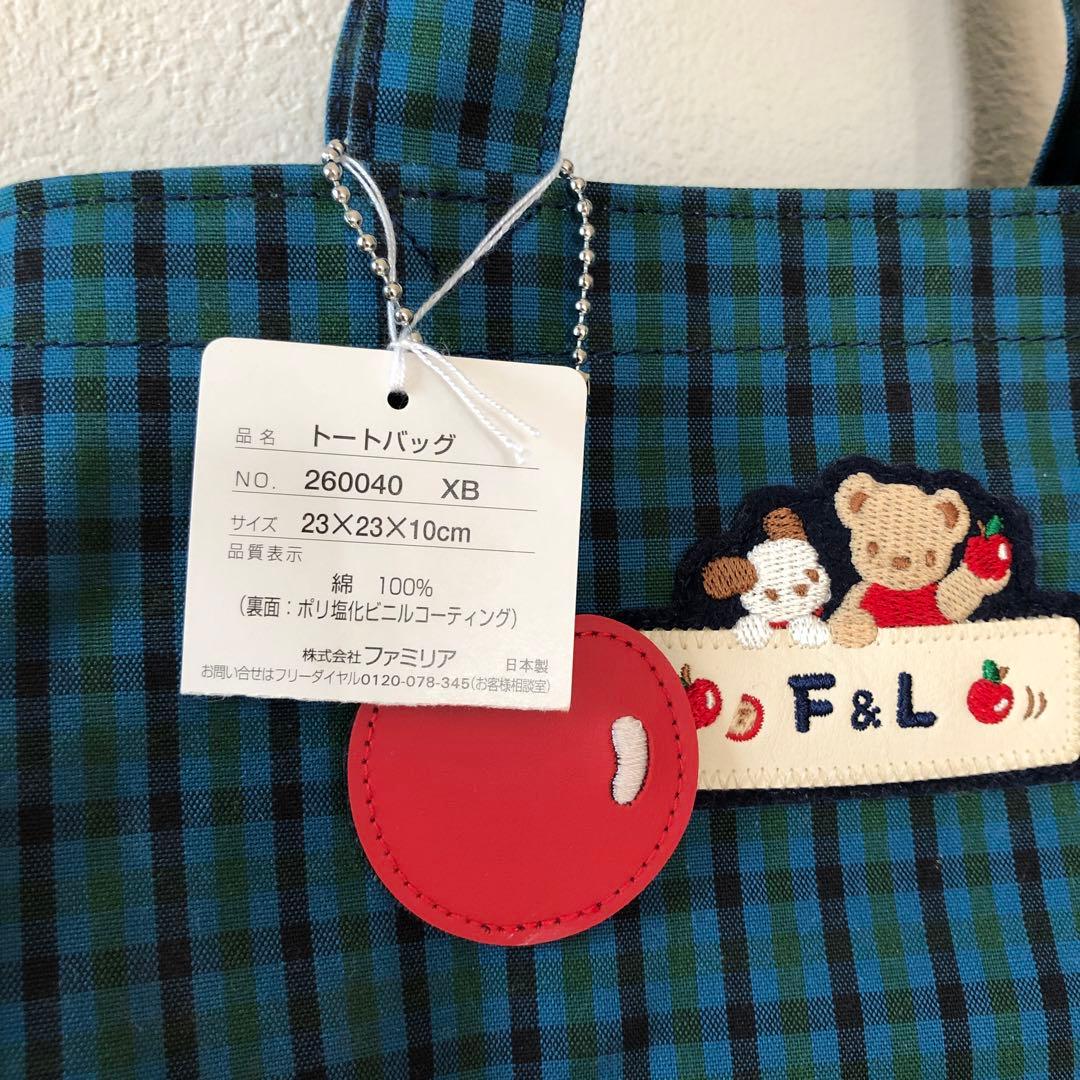 品名 トートバッグ
NO. 260040 XB
サイズ 23×23×10cm
品質表示
綿 100%
(裏面:ポリ塩化ビニルコーティング)
株式会社 ファミリア 日本製
お問い合せはフリーダイヤル0120-078-345(お客様相談室)
F & L